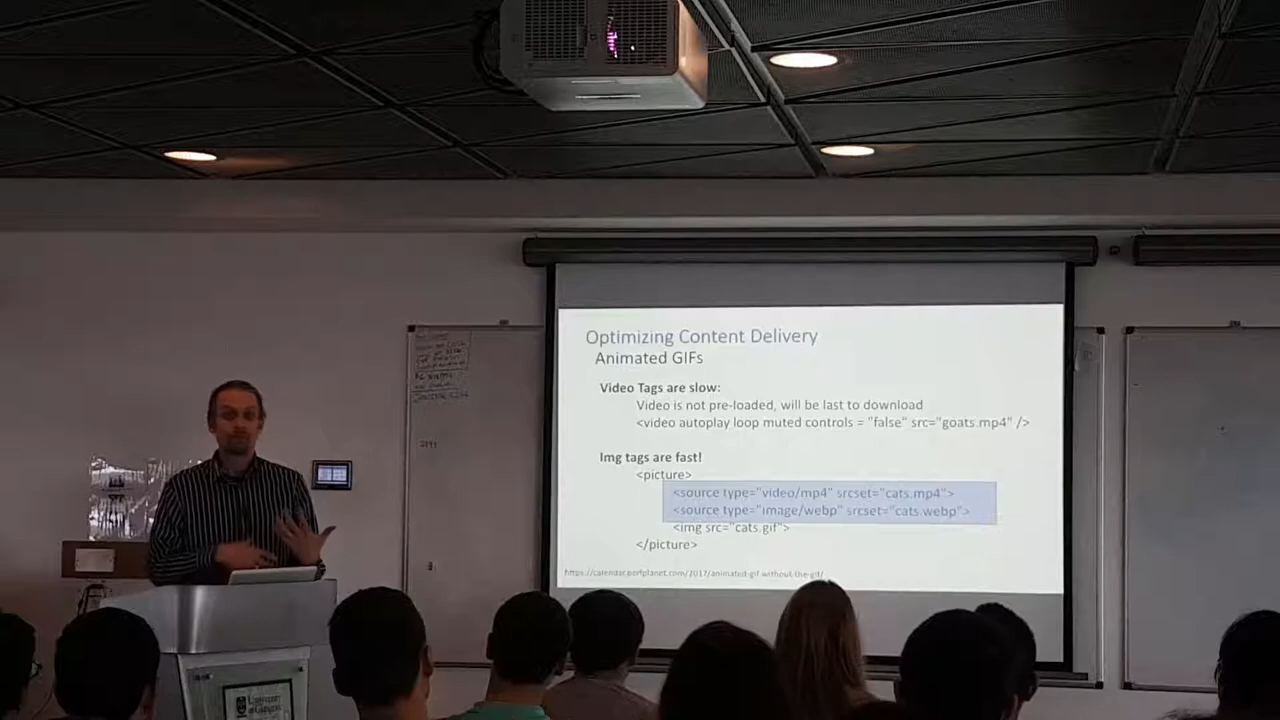 Optimizing Content Delivery
Animated GIFs
Video Tags are slow:
Video is not pre-loaded, will be last to download
<video autoplay loop muted controls = "false" src="goats.mp4" />
Img tags are fast!
<picture>
<source type="video/mp4" srcset="cats.mp4">
<source type="image/webp" srcset="cats.webp">
<img src="cats.gif">
</picture>
https://calendar.perfplanet.com/2017/animated-gif-without-the-gif/
University